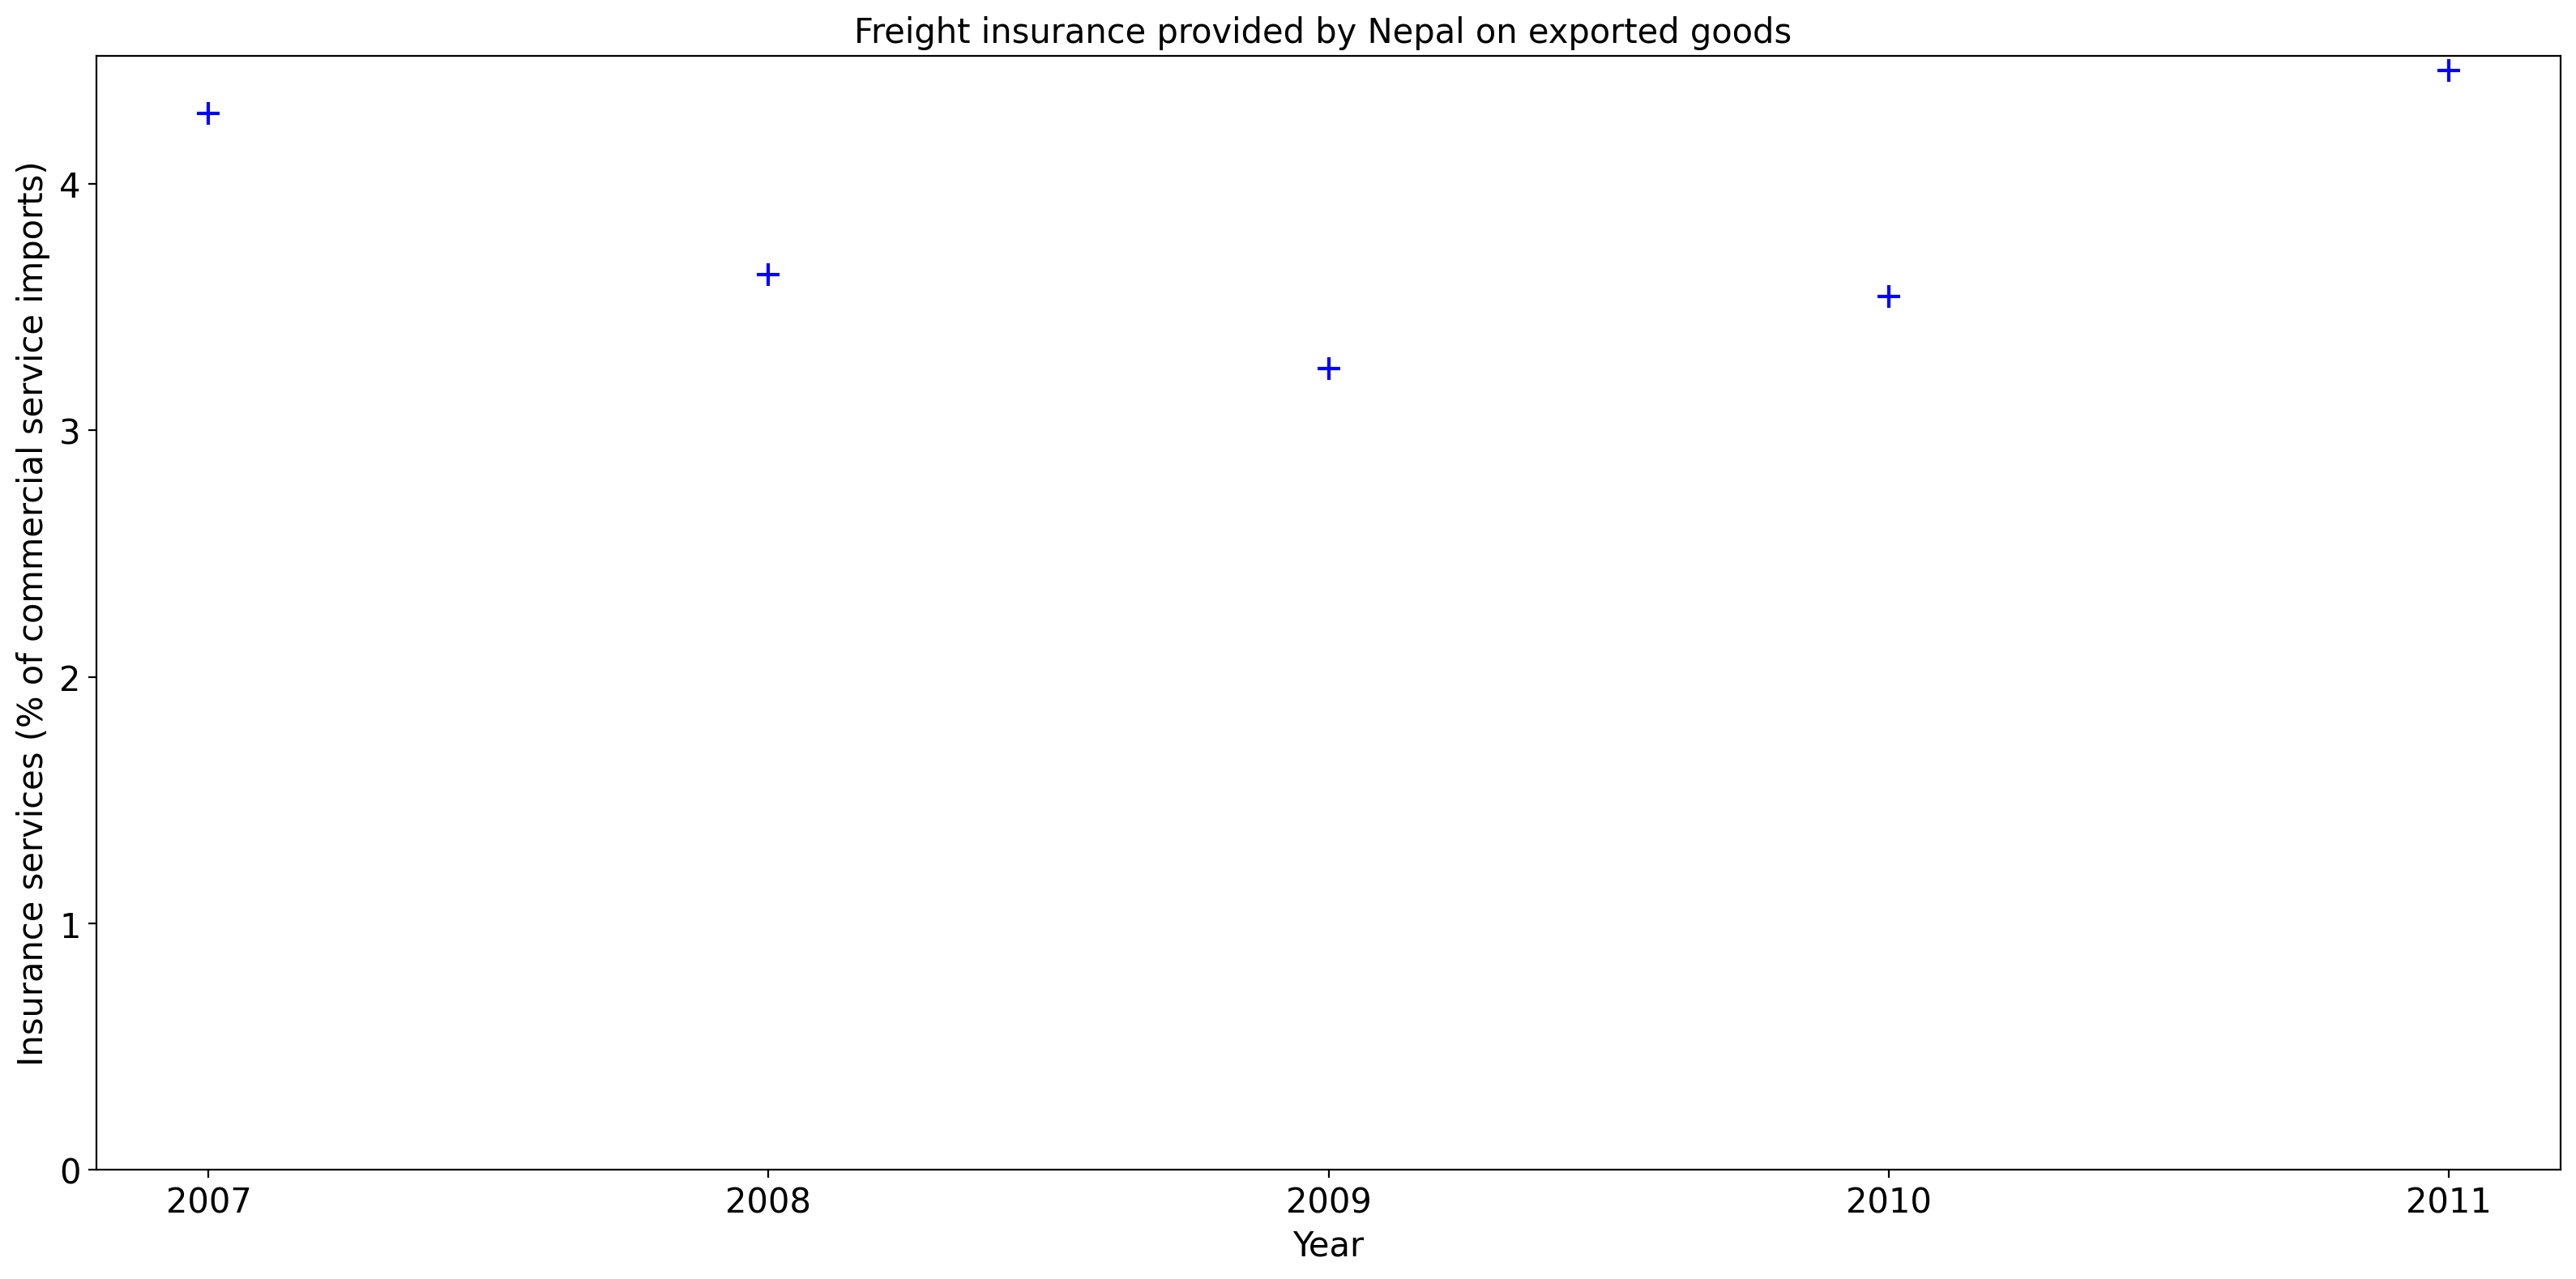 Freight insurance provided by Nepal on exported goods
Insurance services (% of commercial service imports)
4
3
2
1
0
2007 2008 2009 2010 2011
Year